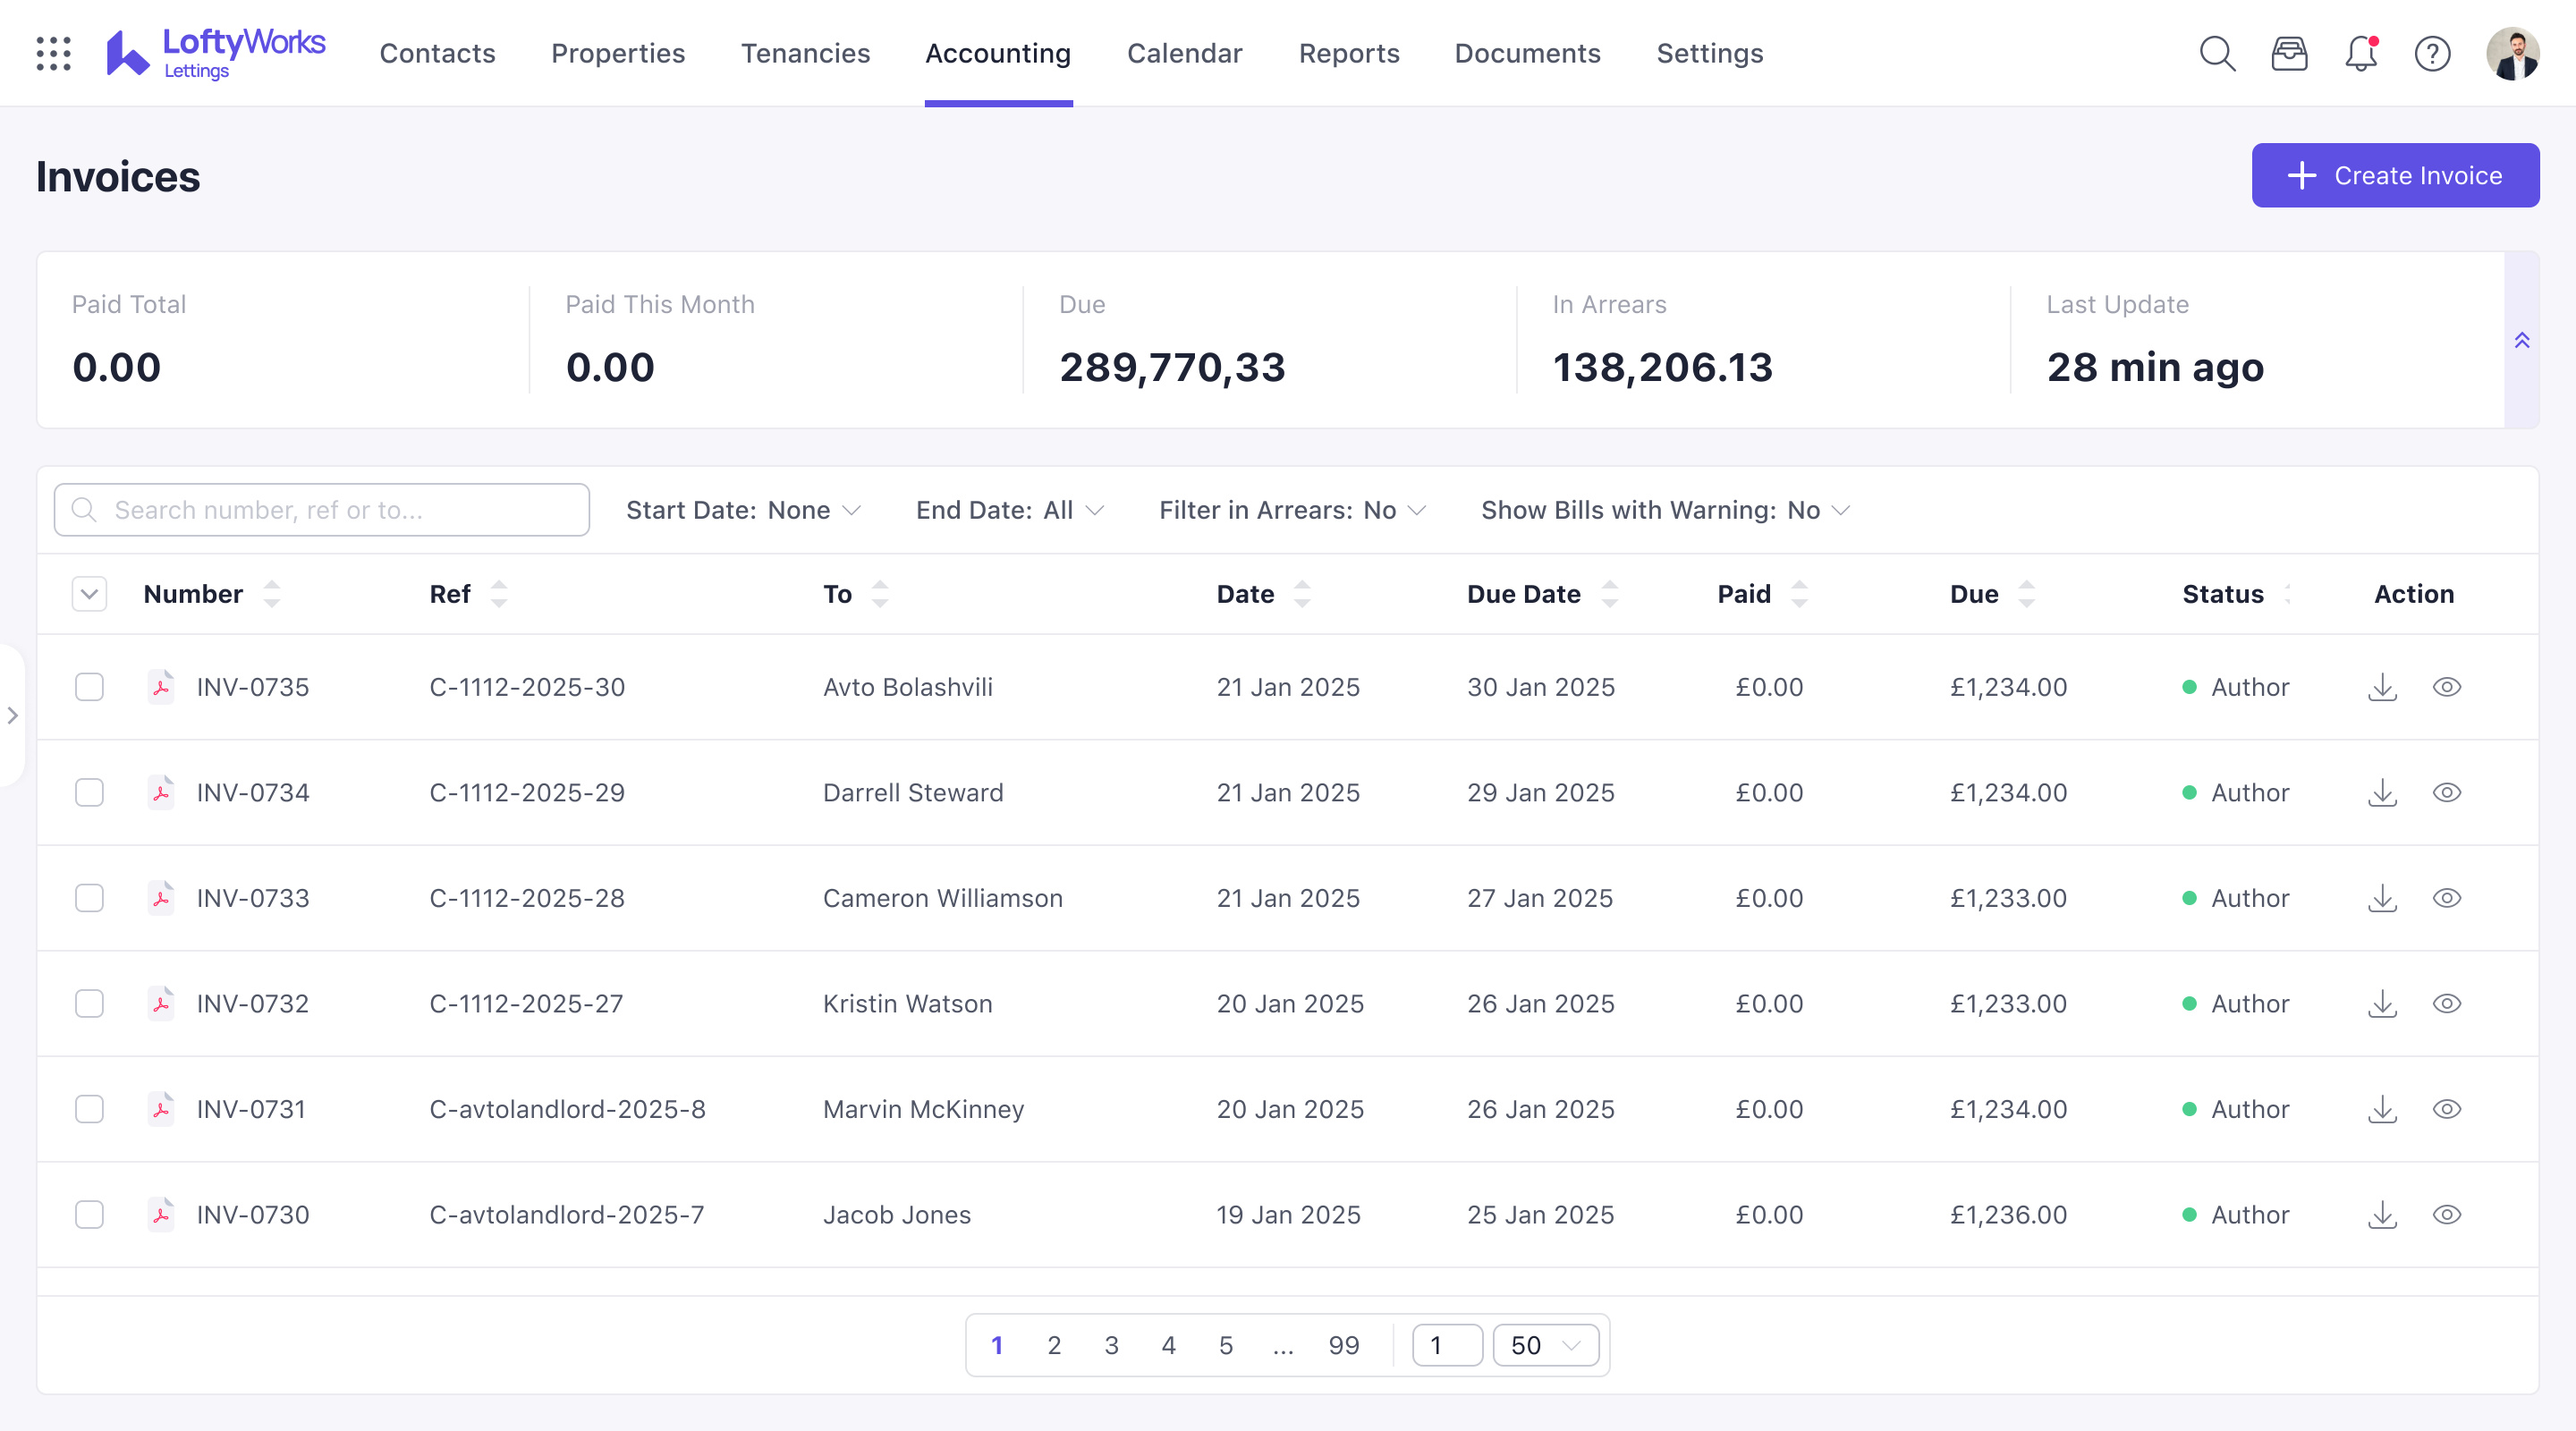 LoftyWorks
Lettings
Contacts Properties Tenancies Accounting Calendar Reports Documents Settings
Invoices
Create Invoice
Paid Total Paid This Month Due In Arrears Last Update
0.00 0.00 289,770,33 138,206.13 28 min ago
Search number, ref or to... Start Date: None End Date: All Filter in Arrears: No Show Bills with Warning: No
Number Ref To Date Due Date Paid Due Status Action
INV-0735 C-1112-2025-30 Avto Bolashvili 21 Jan 2025 30 Jan 2025 £0.00 £1,234.00 Author
INV-0734 C-1112-2025-29 Darrell Steward 21 Jan 2025 29 Jan 2025 £0.00 £1,234.00 Author
INV-0733 C-1112-2025-28 Cameron Williamson 21 Jan 2025 27 Jan 2025 £0.00 £1,233.00 Author
INV-0732 C-1112-2025-27 Kristin Watson 20 Jan 2025 26 Jan 2025 £0.00 £1,233.00 Author
INV-0731 C-avtolandlord-2025-8 Marvin McKinney 20 Jan 2025 26 Jan 2025 £0.00 £1,234.00 Author
INV-0730 C-avtolandlord-2025-7 Jacob Jones 19 Jan 2025 25 Jan 2025 £0.00 £1,236.00 Author
1 2 3 4 5 ... 99 1 50